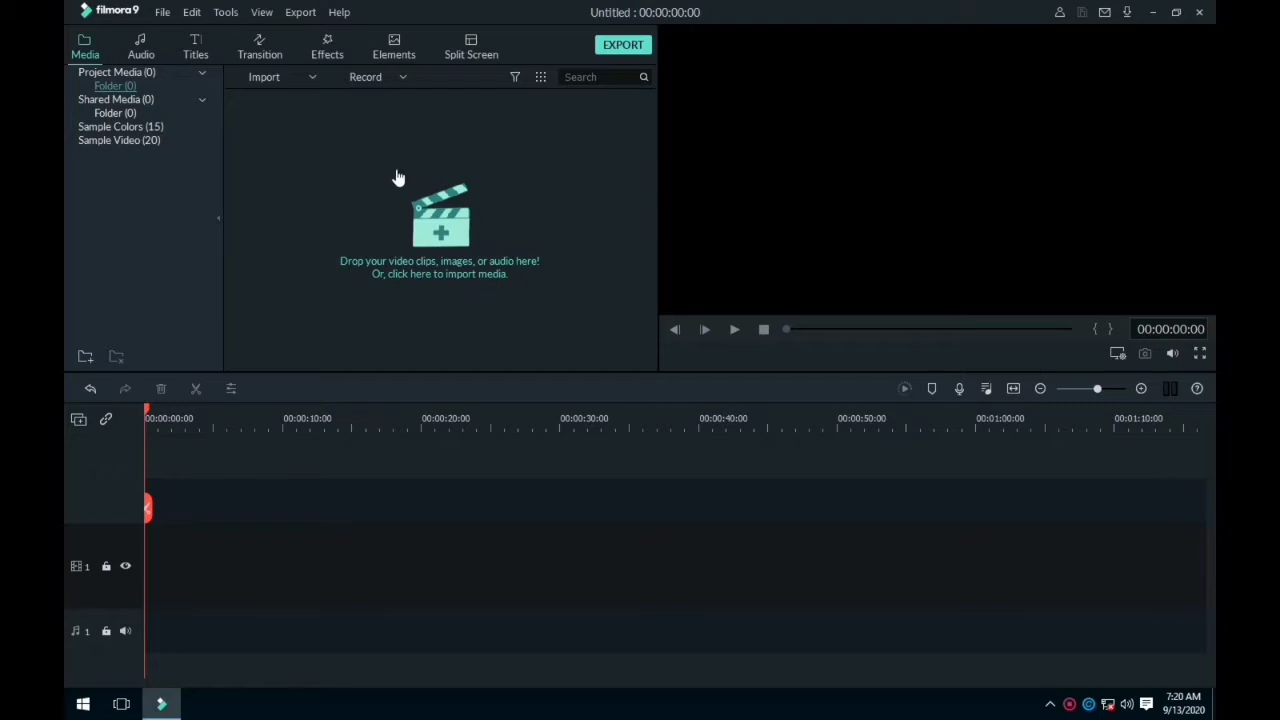 filmora9 File Edit Tools View Export Help Untitled : 00:00:00:00
Media Audio Titles Transition Effects Elements Split Screen EXPORT
Project Media (0)
Folder (0)
Shared Media (0)
Folder (0)
Sample Colors (15)
Sample Video (20)
Import Record Search
Drop your video clips, images, or audio here!
Or, click here to import media.
00:00:00:00
00:00:00:00 00:00:10:00 00:00:20:00 00:00:30:00 00:00:40:00 00:00:50:00 00:01:00:00 00:01:10:00
1
1
7:20 AM
9/13/2020